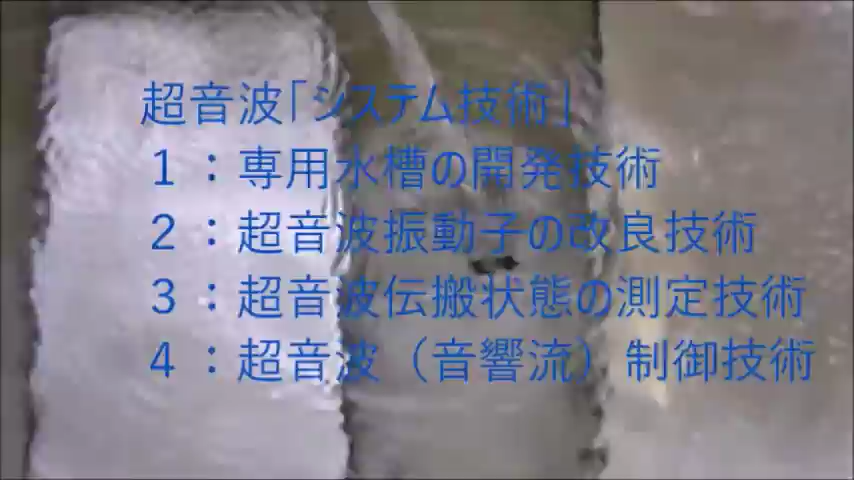 超音波「システム技術」
１：専用水槽の開発技術
２：超音波振動子の改良技術
３：超音波伝搬状態の測定技術
４：超音波（音響流）制御技術